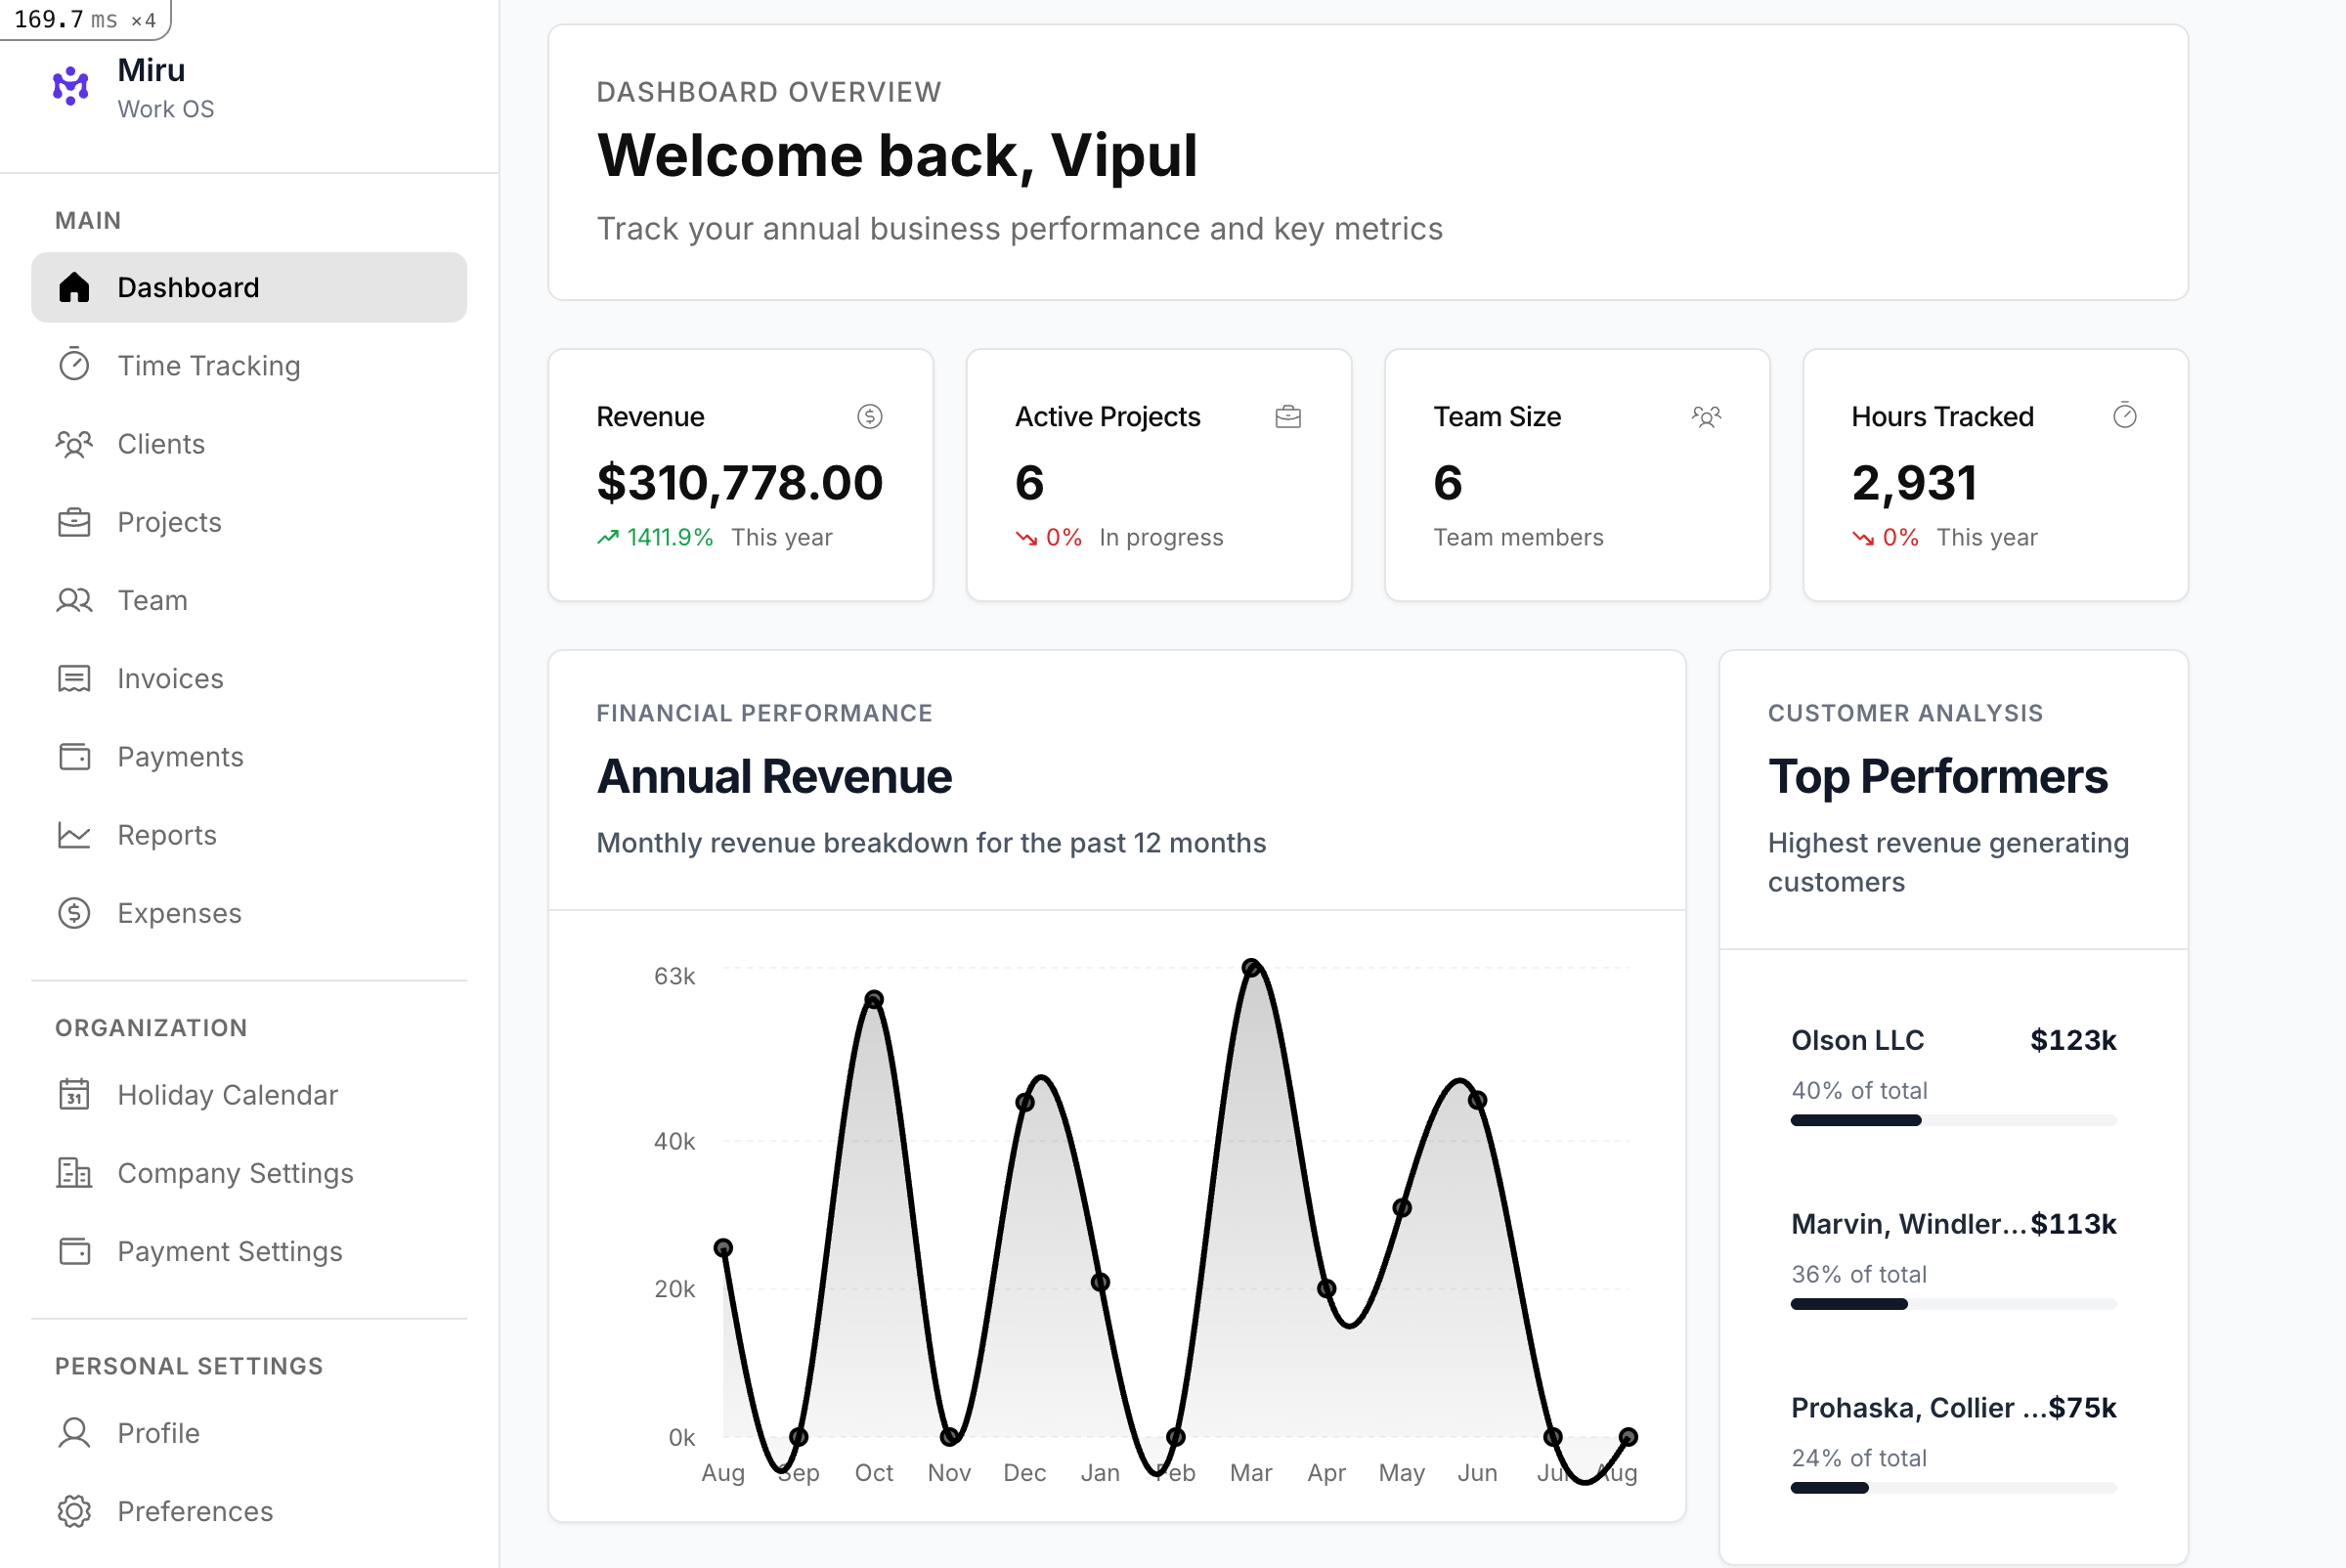 169.7 ms ×4
Miru
Work OS
MAIN
Dashboard
Time Tracking
Clients
Projects
Team
Invoices
Payments
Reports
Expenses
ORGANIZATION
31
Holiday Calendar
Company Settings
Payment Settings
PERSONAL SETTINGS
Profile
Preferences
DASHBOARD OVERVIEW
Welcome back, Vipul
Track your annual business performance and key metrics
Revenue
$310,778.00
1411.9% This year
Active Projects
6
0% In progress
Team Size
6
Team members
Hours Tracked
2,931
0% This year
FINANCIAL PERFORMANCE
Annual Revenue
Monthly revenue breakdown for the past 12 months
63k
40k
20k
0k
Aug Sep Oct Nov Dec Jan Feb Mar Apr May Jun Jul Aug
CUSTOMER ANALYSIS
Top Performers
Highest revenue generating
customers
Olson LLC $123k
40% of total
Marvin, Windler... $113k
36% of total
Prohaska, Collier ... $75k
24% of total